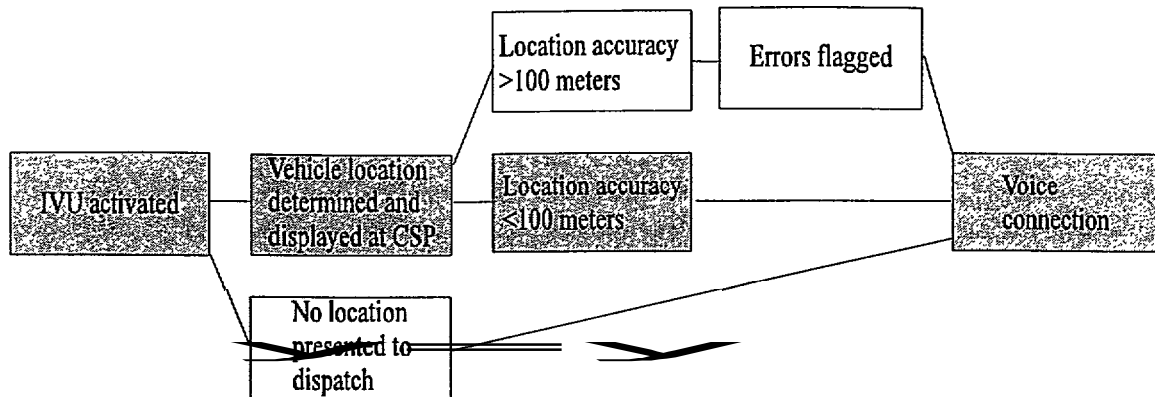 IVU activated
Vehicle location
determined and
displayed at CSP
No location
presented to
dispatch
Location accuracy
>100 meters
Errors flagged
Location accuracy
<100 meters
Voice
connection